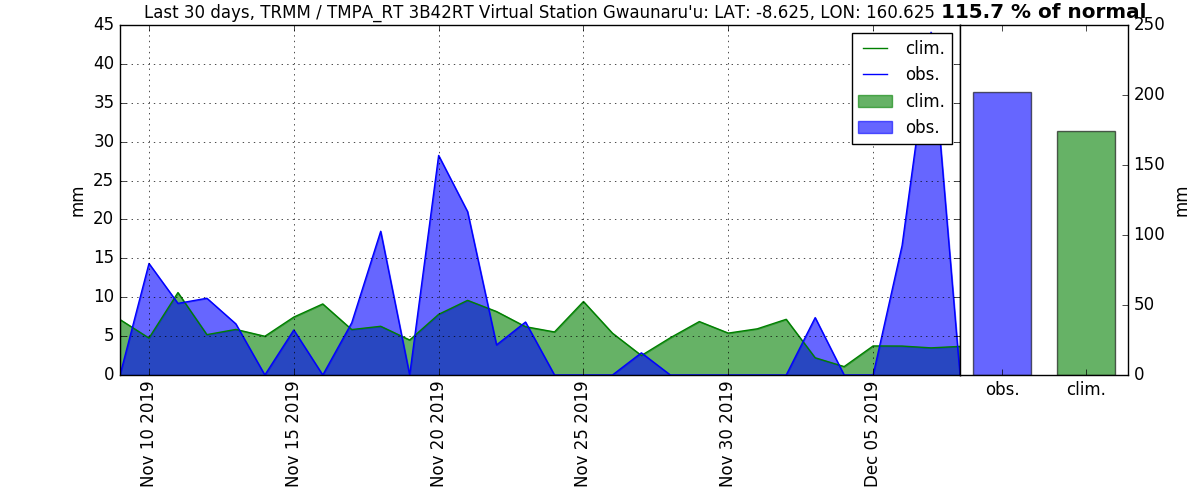 Last 30 days, TRMM / TMPA_RT 3B42RT Virtual Station Gwaunaru'u: LAT: -8.625, LON: 160.625 115.7 % of normal
45
40
35
30
25
20
15
10
5
0
mm
clim.
obs.
clim.
obs.
250
200
150
100
50
0
mm
Nov 10 2019
Nov 15 2019
Nov 20 2019
Nov 25 2019
Nov 30 2019
Dec 05 2019
obs.
clim.